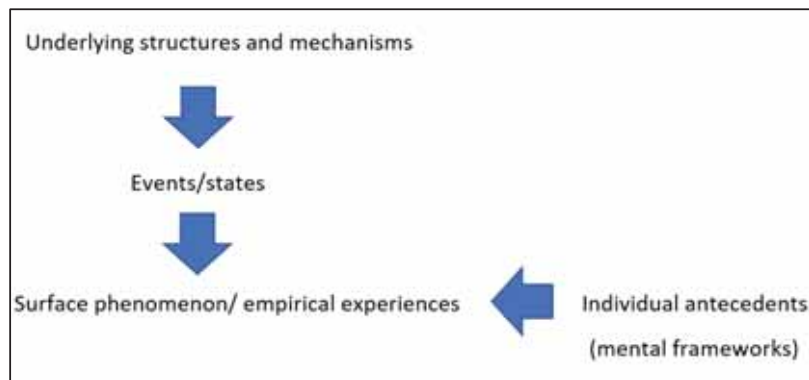 Underlying structures and mechanisms
Events/states
Surface phenomenon/ empirical experiences
Individual antecedents
(mental frameworks)